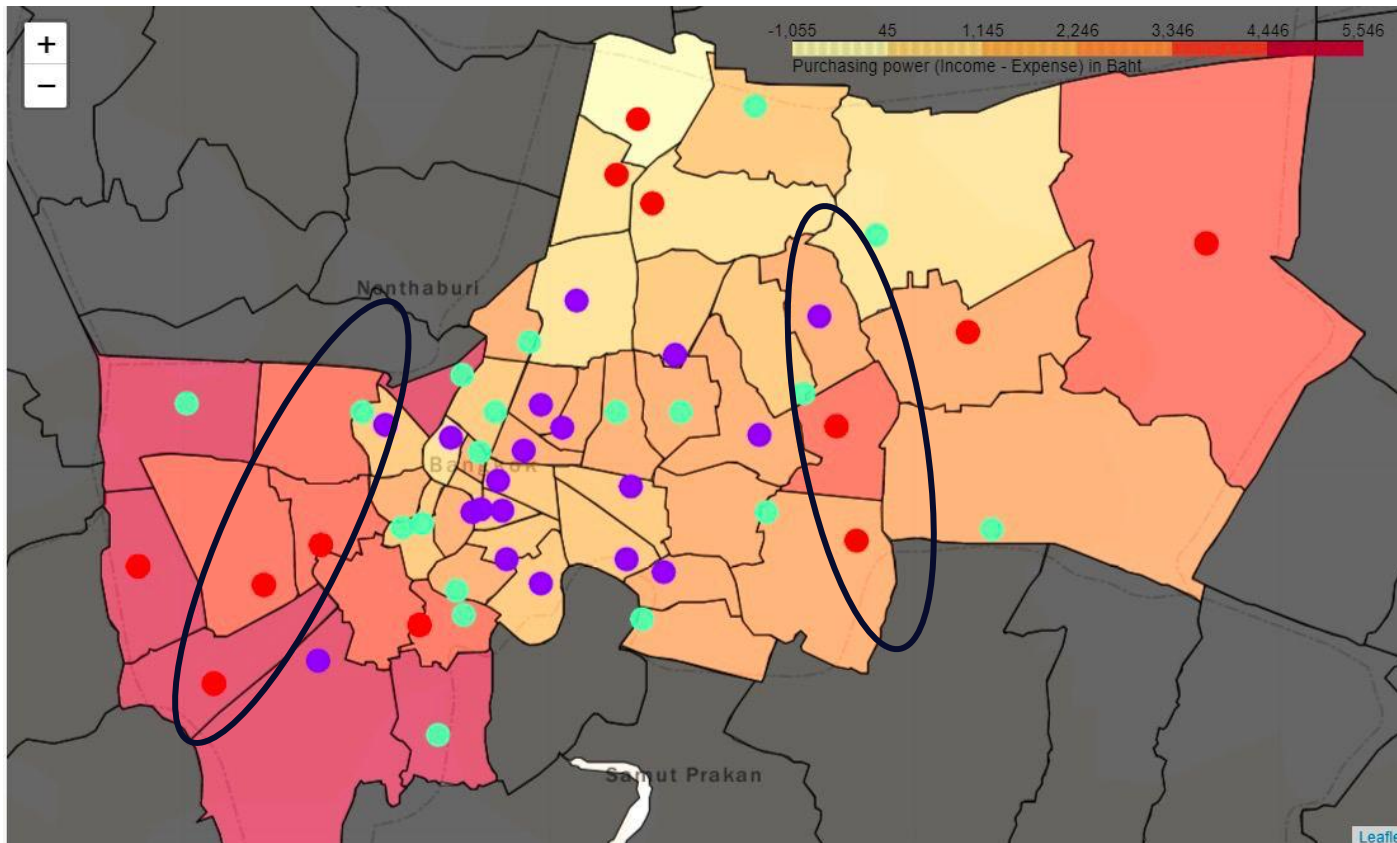 +
−
-1,055 45 1,145 2,246 3,346 4,446 5,546
Purchasing power (Income - Expense) in Baht
Nonthaburi
Bangkok
Samut Prakan
Leafle